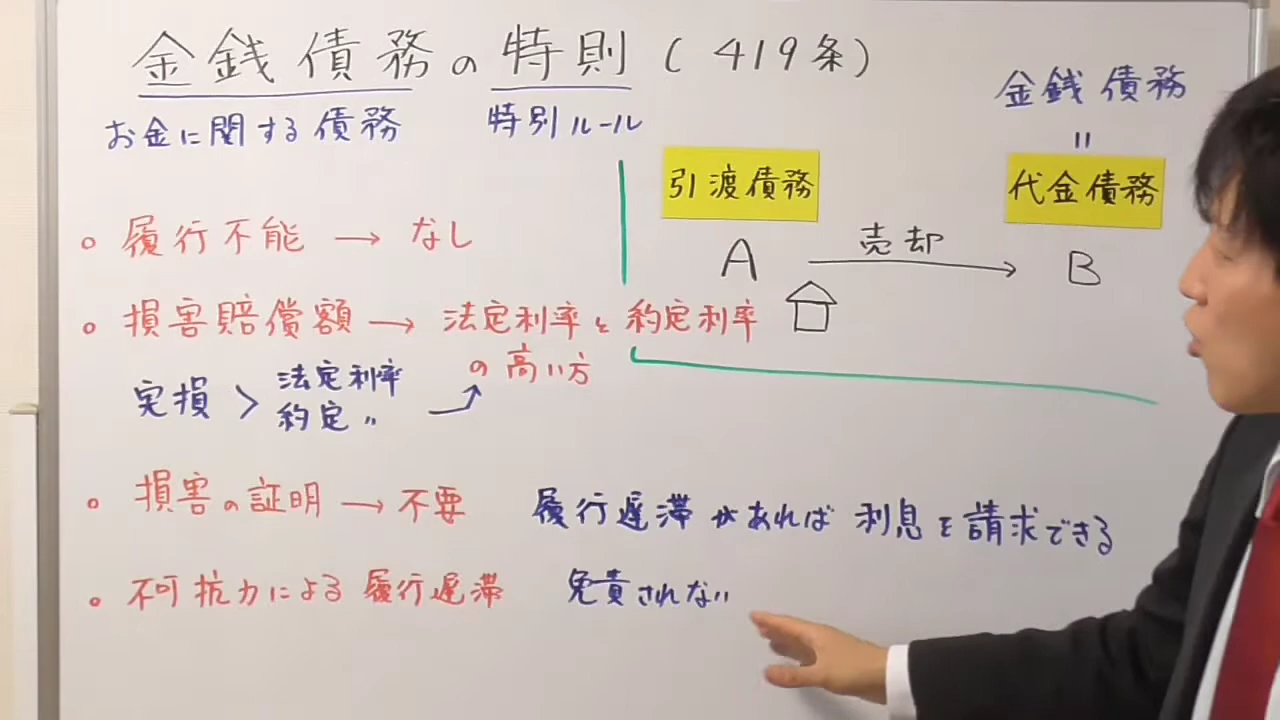 金銭債務の特則(419条)
お金に関する債務 特別ルール
金銭債務
=
引渡債務
代金債務
A 売却 B
。履行不能 → なし
。損害賠償額 → 法定利率と約定利率
の高い方
実損 > 法定利率
約定 〃
。損害の証明 → 不要
履行遅滞があれば利息を請求できる
。不可抗力による履行遅滞 免責されない